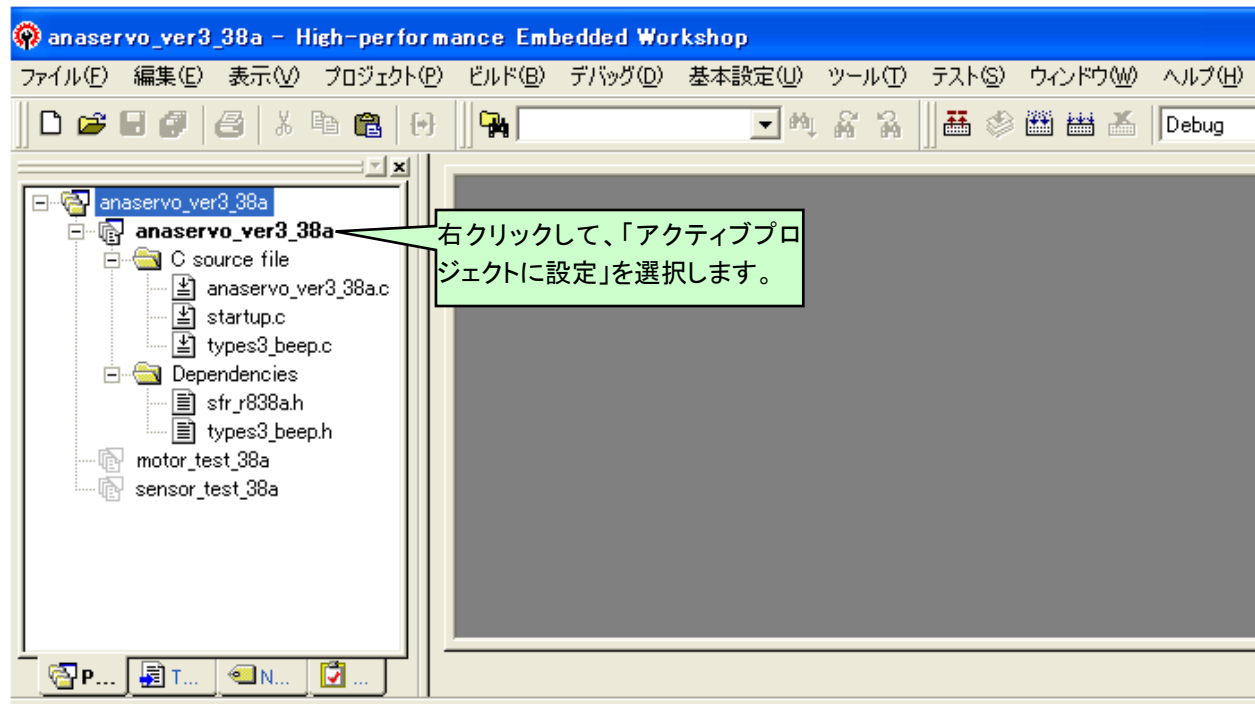 anaservo_ver3_38a - High-performance Embedded Workshop
ファイル(F) 編集(E) 表示(V) プロジェクト(P) ビルド(B) デバッグ(D) 基本設定(U) ツール(T) テスト(S) ウィンドウ(W) ヘルプ(H)
Debug
anaservo_ver3_38a
anaservo_ver3_38a
C source file
anaservo_ver3_38a.c
startup.c
types3_beep.c
Dependencies
sfr_r838a.h
types3_beep.h
motor_test_38a
sensor_test_38a
右クリックして、「アクティブプロ
ジェクトに設定」を選択します。
P... T... N... ...